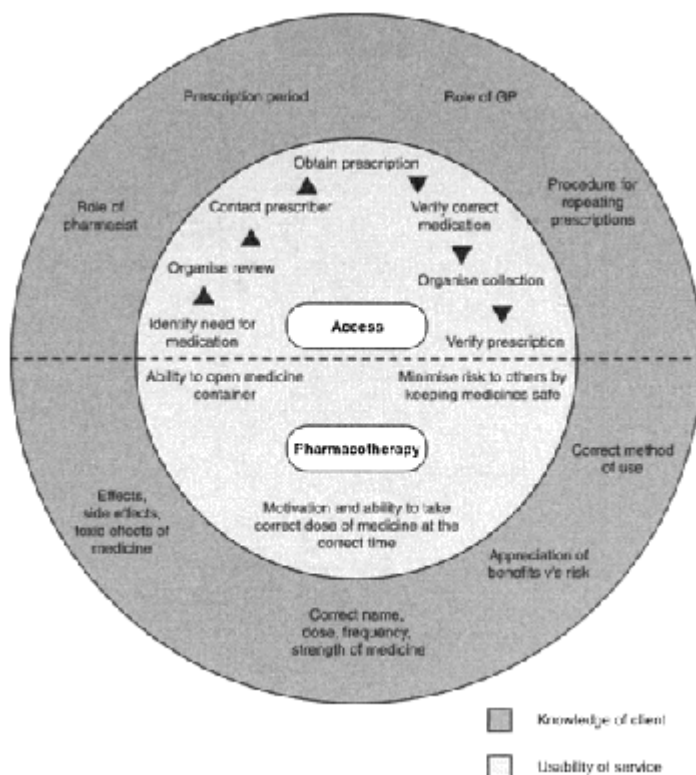 Prescription period
Role of GP
Obtain prescription
Role of
pharmacist
Contact prescriber
Verify correct
medication
Procedure for
repeating
prescriptions
Organise review
Organise collection
Identify need for
medication
Access
Verify prescription
Ability to open medicine
container
Minimise risk to others by
keeping medicines safe
Pharmacotherapy
Correct method
of use
Effects,
side effects,
toxic effects of
medicine
Motivation and ability to take
correct dose of medicine at the
correct time
Appreciation of
benefits v's risk
Correct name,
dose, frequency,
strength of medicine
Knowledge of client
Usability of service